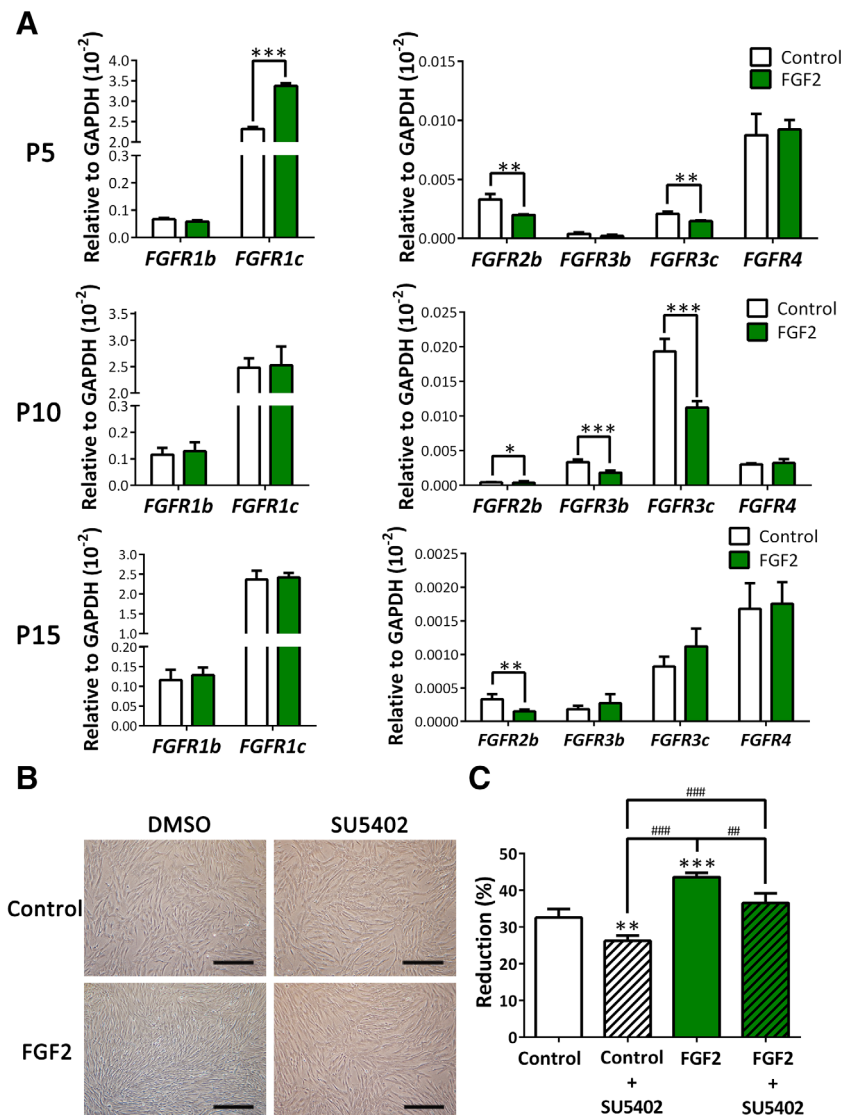 A
P5
Relative to GAPDH (10⁻²)
4.0
3.5
3.0
2.5
2.0
0.3
0.2
0.1
0.0
***
FGFR1b FGFR1c
Relative to GAPDH (10⁻²)
0.015
0.010
0.005
0.000
** **
FGFR2b FGFR3b FGFR3c FGFR4
Control
FGF2
P10
Relative to GAPDH (10⁻²)
3.5
3.0
2.5
2.0
0.3
0.2
0.1
0.0
FGFR1b FGFR1c
Relative to GAPDH (10⁻²)
0.025
0.020
0.015
0.010
0.005
0.000
* *** ***
FGFR2b FGFR3b FGFR3c FGFR4
Control
FGF2
P15
Relative to GAPDH (10⁻²)
3.0
2.5
2.0
1.5
1.0
0.20
0.15
0.10
0.05
0.00
FGFR1b FGFR1c
Relative to GAPDH (10⁻²)
0.0025
0.0020
0.0015
0.0010
0.0005
0.0000
**
FGFR2b FGFR3b FGFR3c FGFR4
Control
FGF2
B
DMSO SU5402
Control
FGF2
C
Reduction (%)
50
40
30
20
10
0
###
### ##
** ***
Control
Control + SU5402
FGF2
FGF2 + SU5402